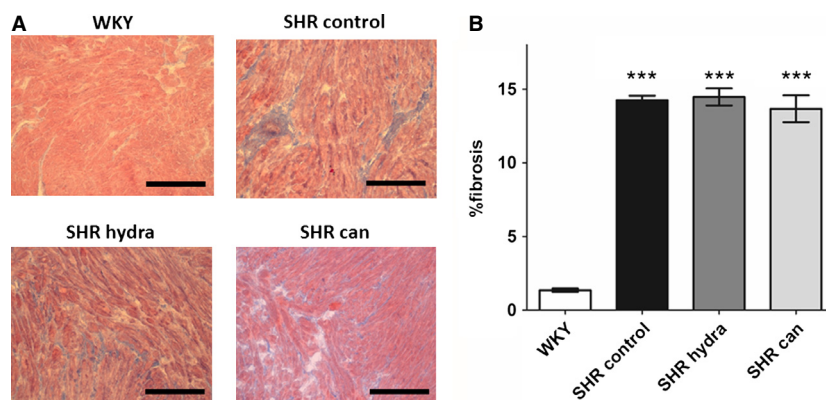 A
WKY
SHR control
SHR hydra
SHR can
B
%fibrosis
15
10
5
0
***
***
***
WKY
SHR control
SHR hydra
SHR can